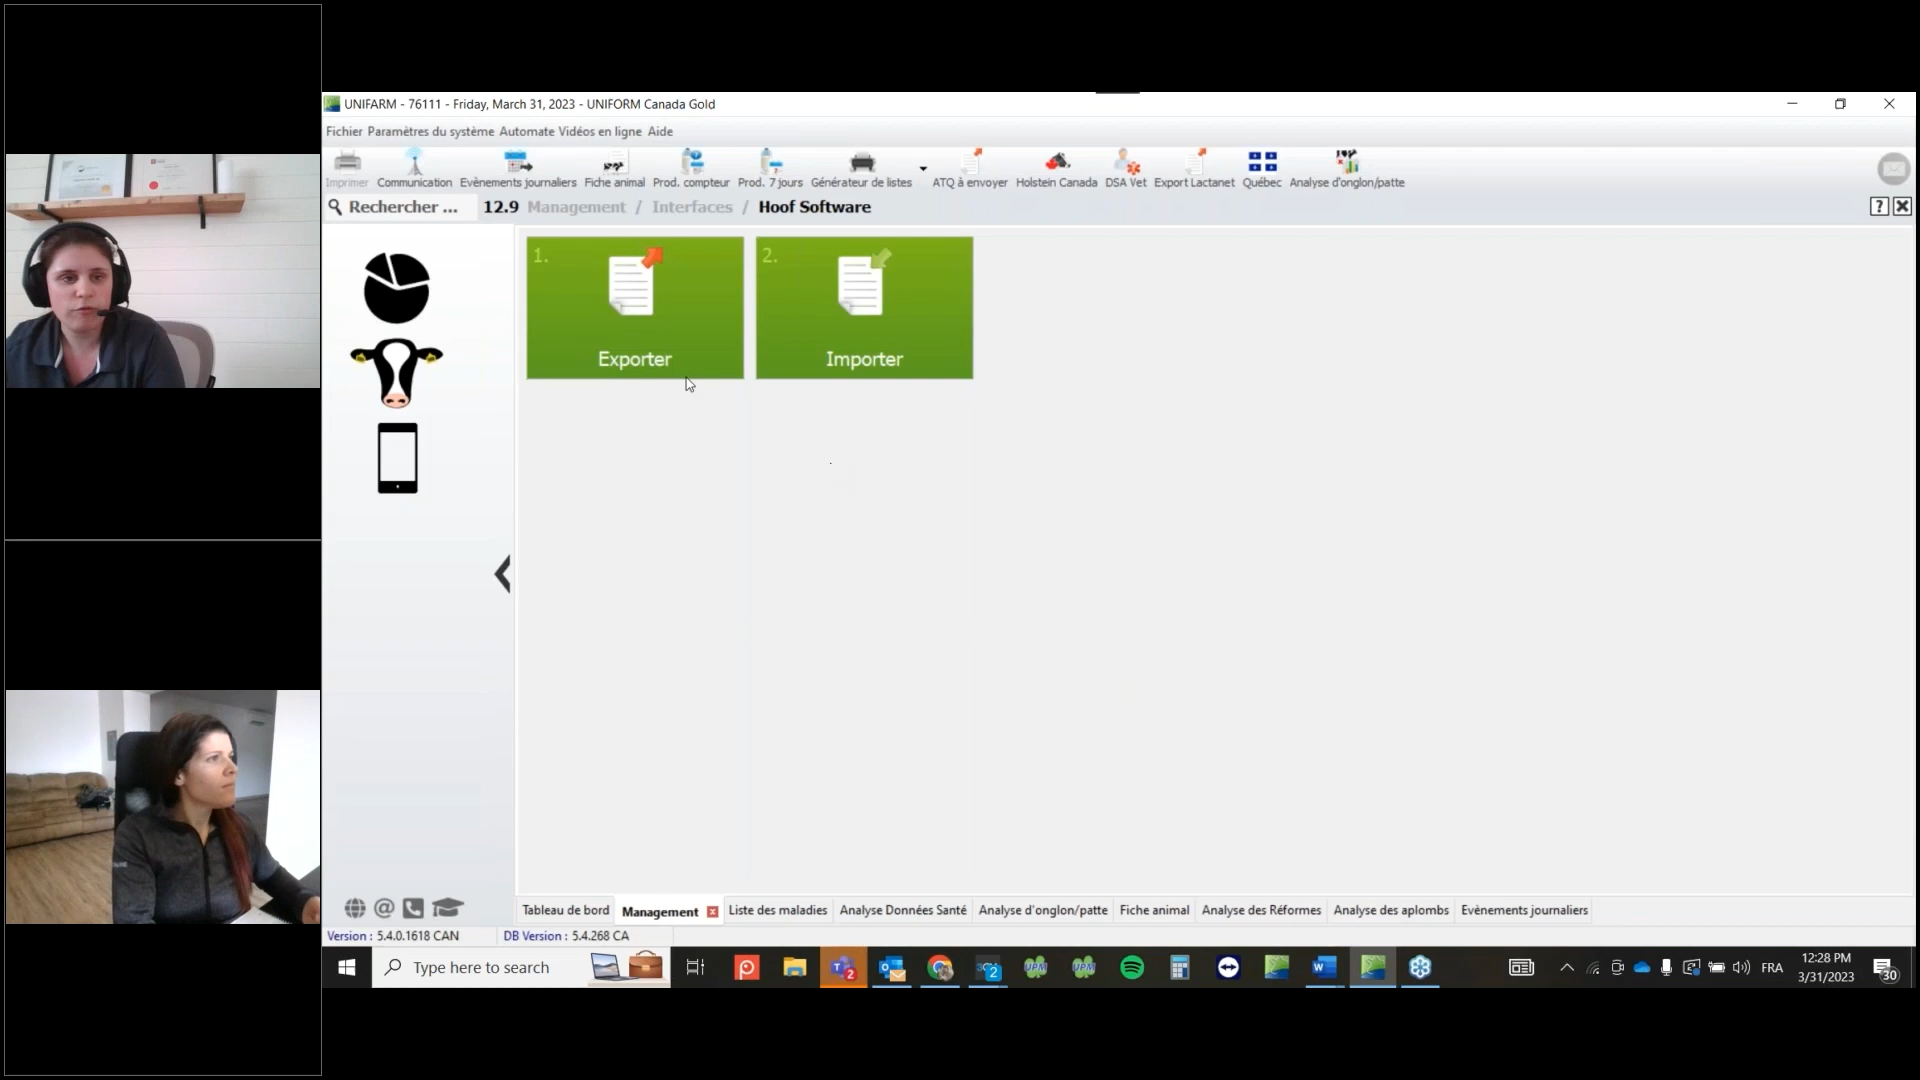 UNIFARM - 76111 - Friday, March 31, 2023 - UNIFORM Canada Gold
Fichier Paramètres du système Automate Vidéos en ligne Aide
Imprimer Communication Evènements journaliers Fiche animal Prod. compteur Prod. 7 jours Générateur de listes ATQ à envoyer Holstein Canada DSA Vet Export Lactanet Québec Analyse d'onglon/patte
Rechercher ... 12.9 Management / Interfaces / Hoof Software
1. 2.
Exporter Importer
Tableau de bord Management Liste des maladies Analyse Données Santé Analyse d'onglon/patte Fiche animal Analyse des Réformes Analyse des aplombs Evènements journaliers
Version : 5.4.0.1618 CAN DB Version : 5.4.268 CA
Type here to search
2
2
UPM
UPM
FRA
12:28 PM
3/31/2023
30